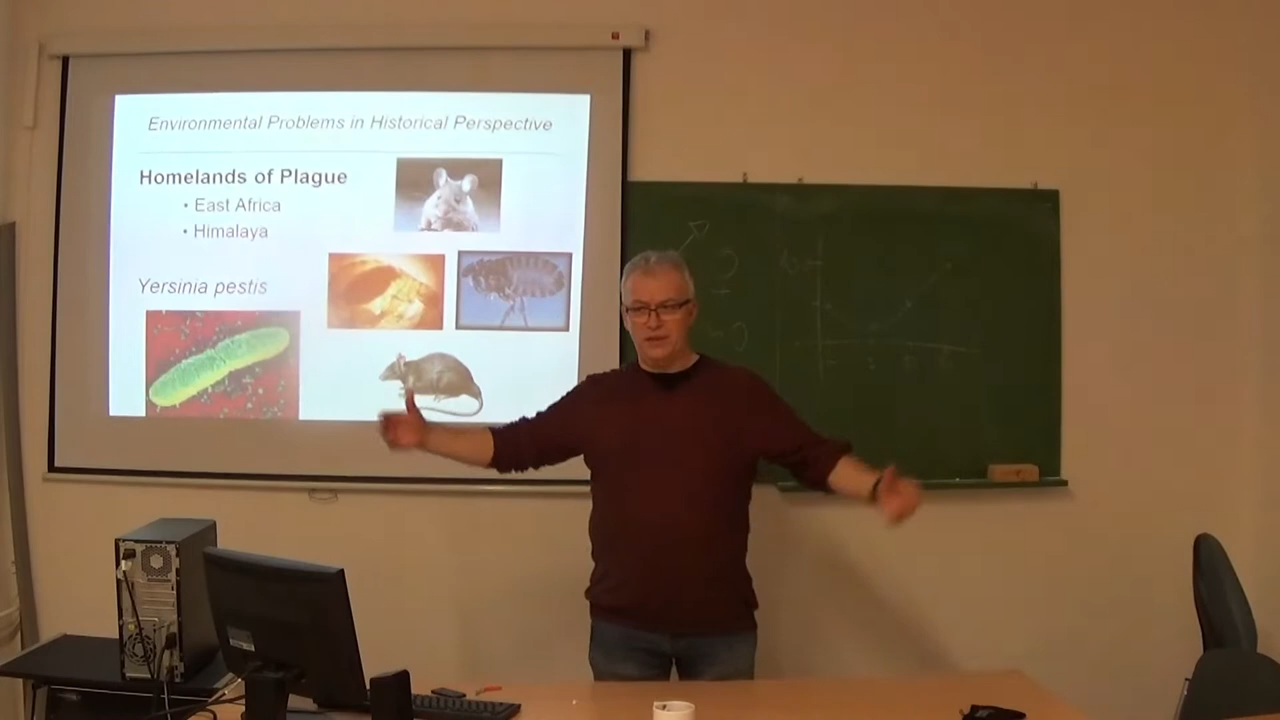 Environmental Problems in Historical Perspective
Homelands of Plague
• East Africa
• Himalaya
Yersinia pestis